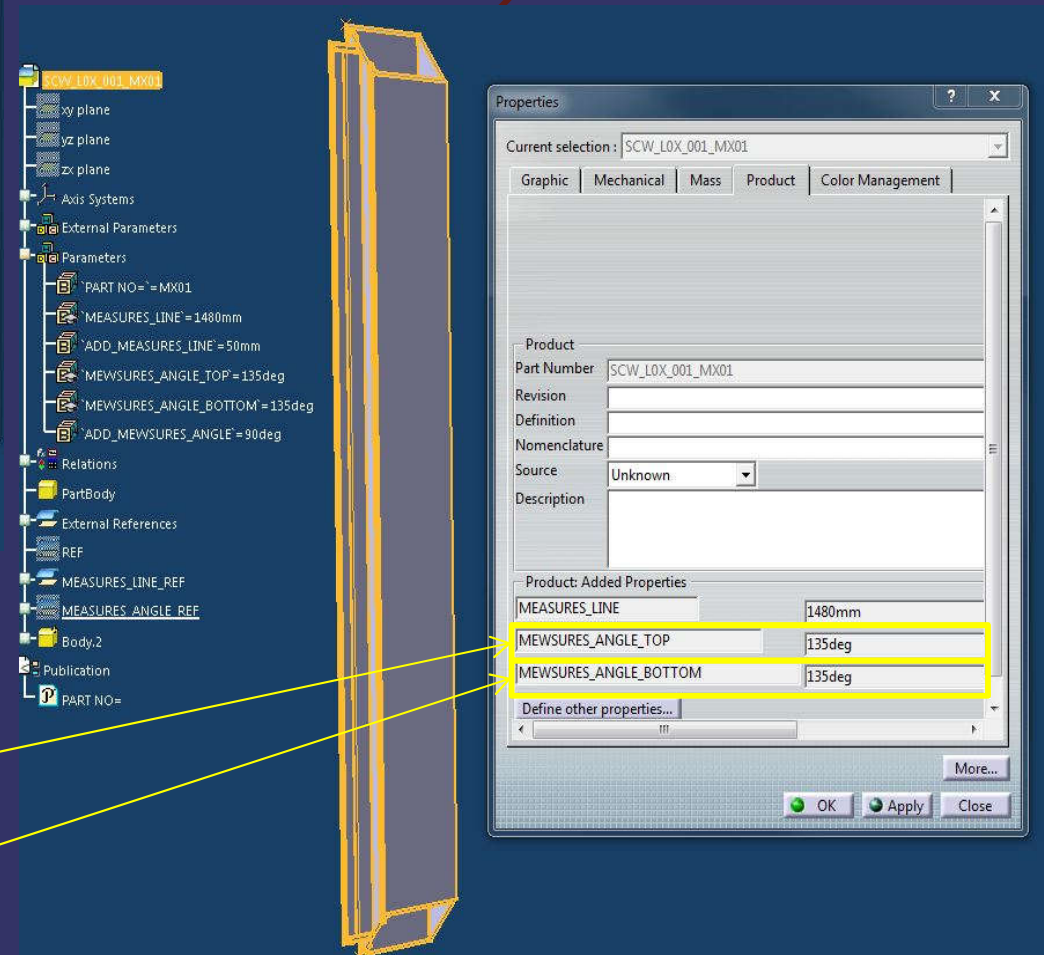 SCW_L0X_001_MX01
xy plane
yz plane
zx plane
Axis Systems
External Parameters
Parameters
`PART NO=`=MX01
`MEASURES_LINE`=1480mm
`ADD_MEASURES_LINE`=50mm
`MEWSURES_ANGLE_TOP`=135deg
`MEWSURES_ANGLE_BOTTOM`=135deg
`ADD_MEWSURES_ANGLE`=90deg
Relations
PartBody
External References
REF
MEASURES_LINE_REF
MEASURES_ANGLE_REF
Body.2
Publication
PART NO=
Properties
? X
Current selection : SCW_L0X_001_MX01
Graphic Mechanical Mass Product Color Management
Product
Part Number SCW_L0X_001_MX01
Revision
Definition
Nomenclature
Source Unknown
Description
Product: Added Properties
MEASURES_LINE 1480mm
MEWSURES_ANGLE_TOP 135deg
MEWSURES_ANGLE_BOTTOM 135deg
Define other properties...
More...
OK Apply Close